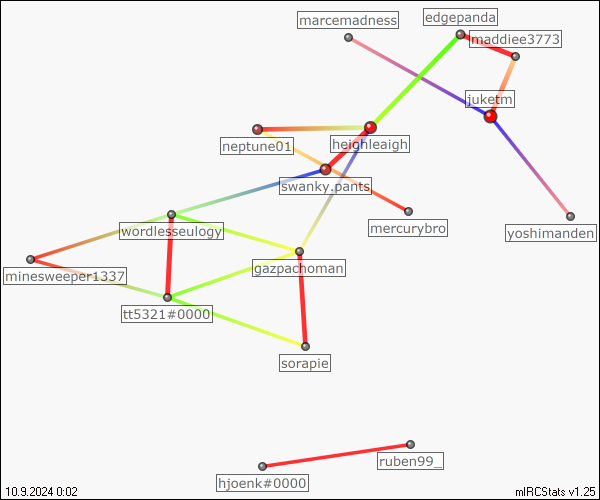 edgepanda
marcemadness
maddiee3773
juketm
heighleaigh
neptune01
swanky.pants
mercurybro
wordlesseulogy
yoshimanden
gazpachoman
minesweeper1337
tt5321#0000
sorapie
ruben99_
hjoenk#0000
10.9.2024 0:02
mIRCStats v1.25